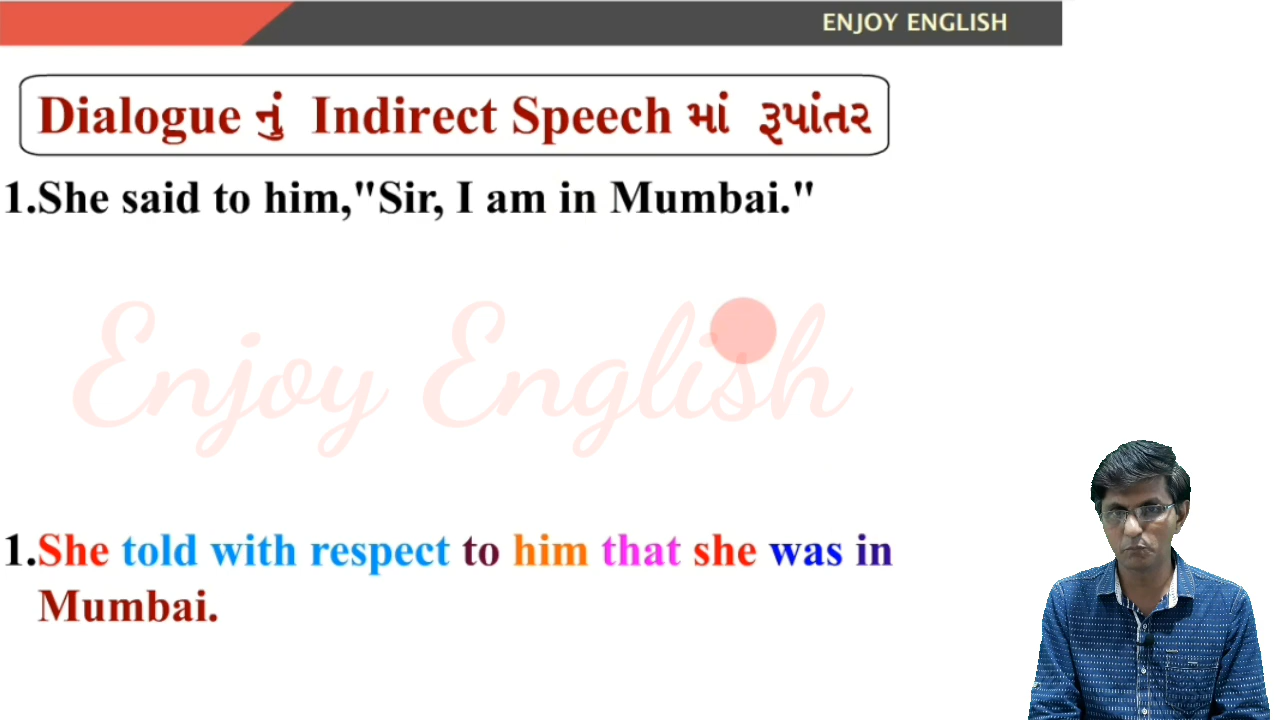 ENJOY ENGLISH
Dialogue નું Indirect Speech માં રૂપાંતર
1.She said to him,"Sir, I am in Mumbai."
Enjoy English
1.She told with respect to him that she was in
Mumbai.